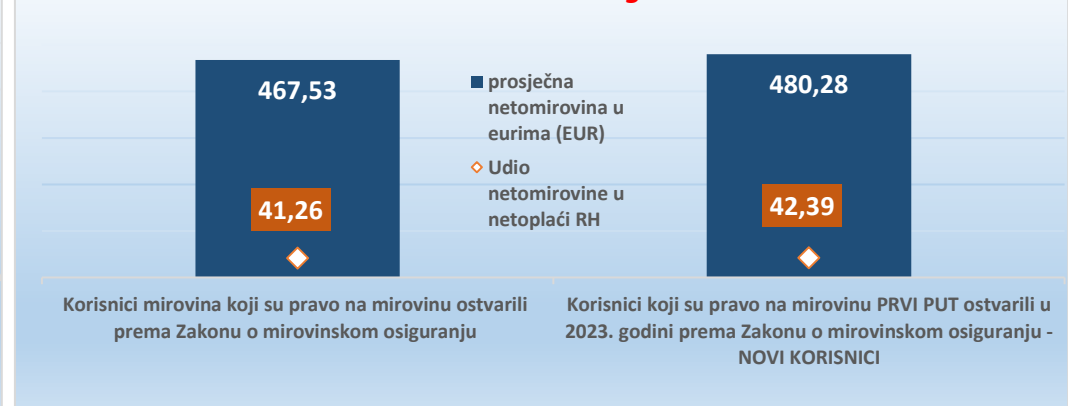 467,53
41,26
prosječna
netomirovina u
eurima (EUR)
Udio
netomirovine u
netoplaći RH
480,28
42,39
Korisnici mirovina koji su pravo na mirovinu ostvarili
prema Zakonu o mirovinskom osiguranju
Korisnici koji su pravo na mirovinu PRVI PUT ostvarili u
2023. godini prema Zakonu o mirovinskom osiguranju -
NOVI KORISNICI